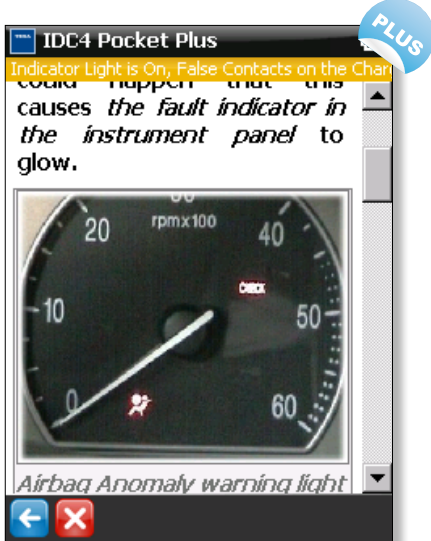 PLUS
TEXA IDC4 Pocket Plus
Indicator Light is On, False Contacts on the Char
could happen that this
causes the fault indicator in
the instrument panel to
glow.
30
20
rpmx100
40
CHECK
10
50
0
60
Airbag Anomaly warning light